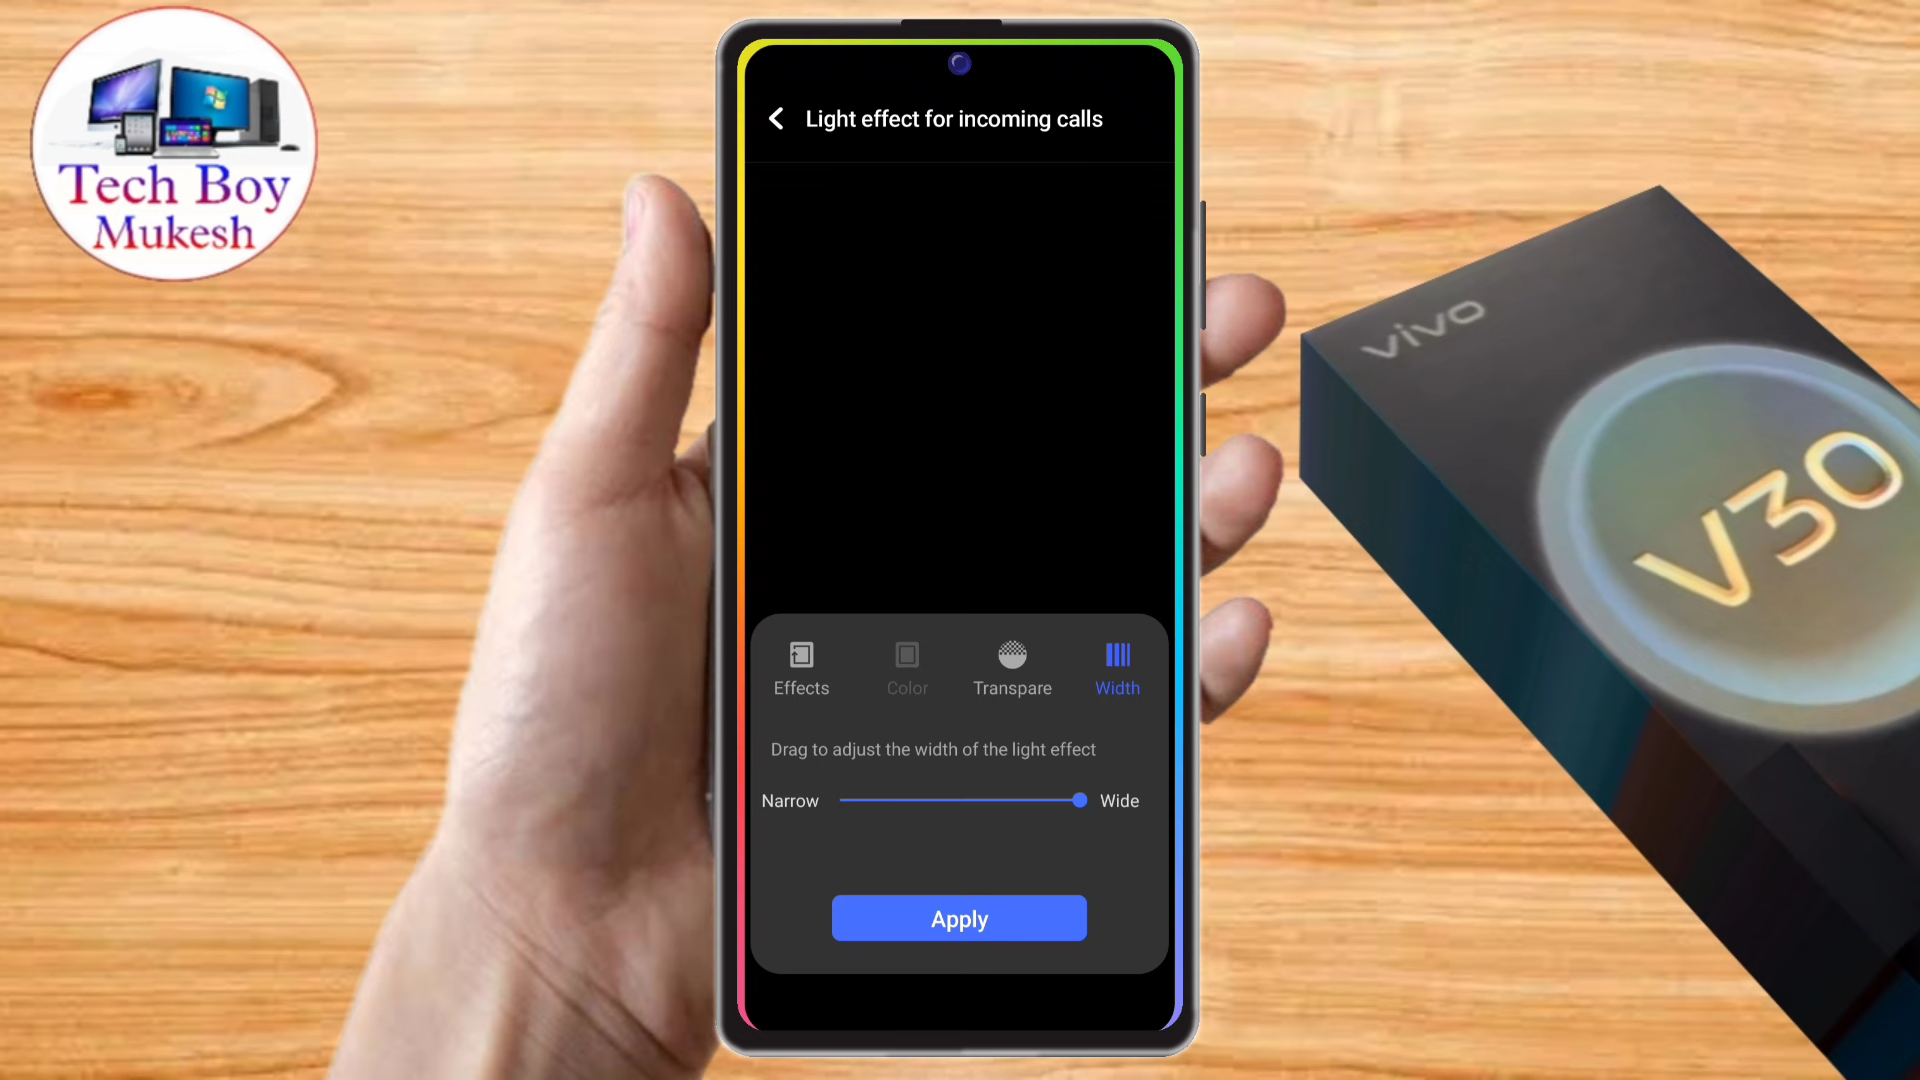 Tech Boy
Mukesh
Light effect for incoming calls
vivo
V30
Effects
Color
Transpare
Width
Drag to adjust the width of the light effect
Narrow
Wide
Apply